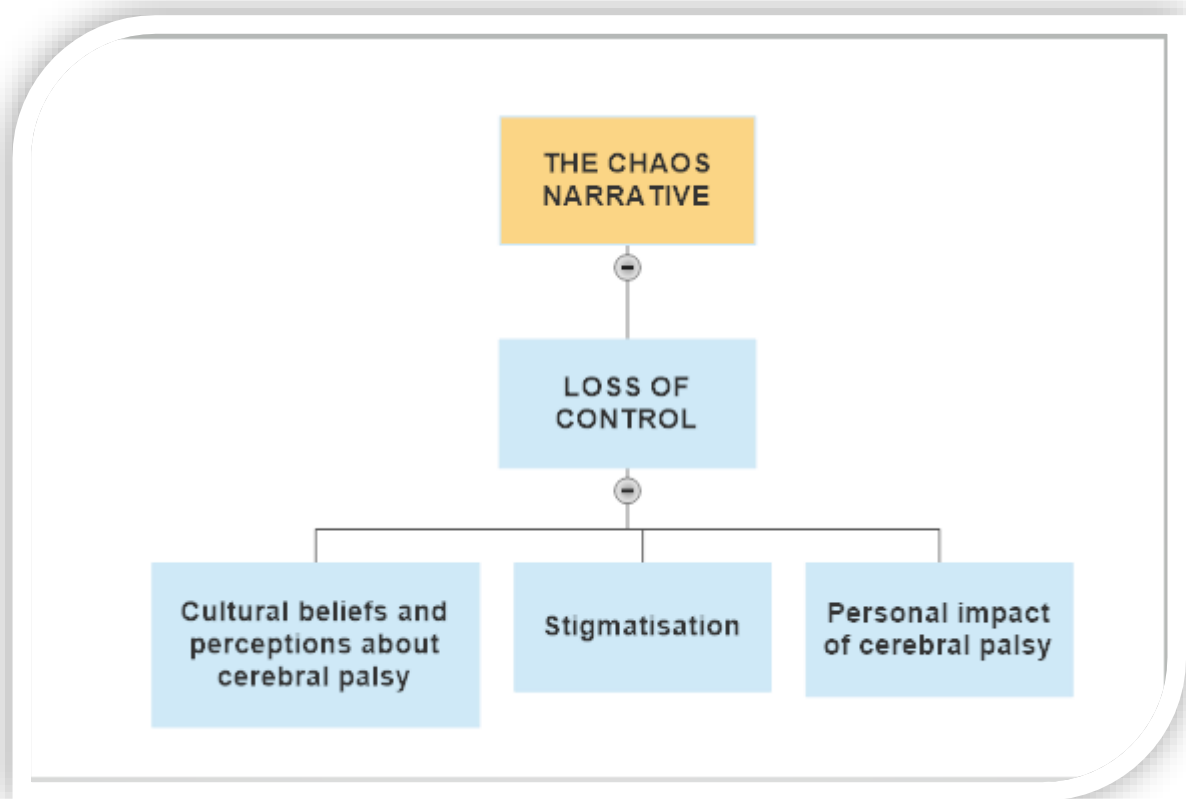 THE CHAOS
NARRATIVE
LOSS OF
CONTROL
Cultural beliefs and
perceptions about
cerebral palsy
Stigmatisation
Personal impact
of cerebral palsy